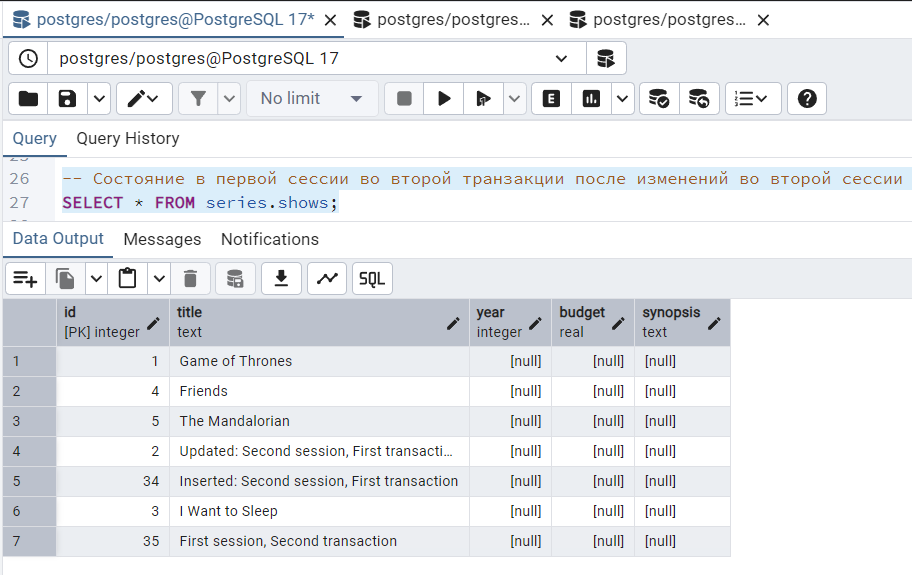 postgres/postgres@PostgreSQL 17*
postgres/postgres...
postgres/postgres...
postgres/postgres@PostgreSQL 17
No limit
E
Query
Query History
26
-- Состояние в первой сессии во второй транзакции после изменений во второй сессии
27
SELECT * FROM series.shows;
Data Output
Messages
Notifications
SQL
id
title
year
budget
synopsis
[PK] integer
text
integer
real
text
1 1 Game of Thrones [null] [null] [null]
2 4 Friends [null] [null] [null]
3 5 The Mandalorian [null] [null] [null]
4 2 Updated: Second session, First transacti... [null] [null] [null]
5 34 Inserted: Second session, First transaction [null] [null] [null]
6 3 I Want to Sleep [null] [null] [null]
7 35 First session, Second transaction [null] [null] [null]